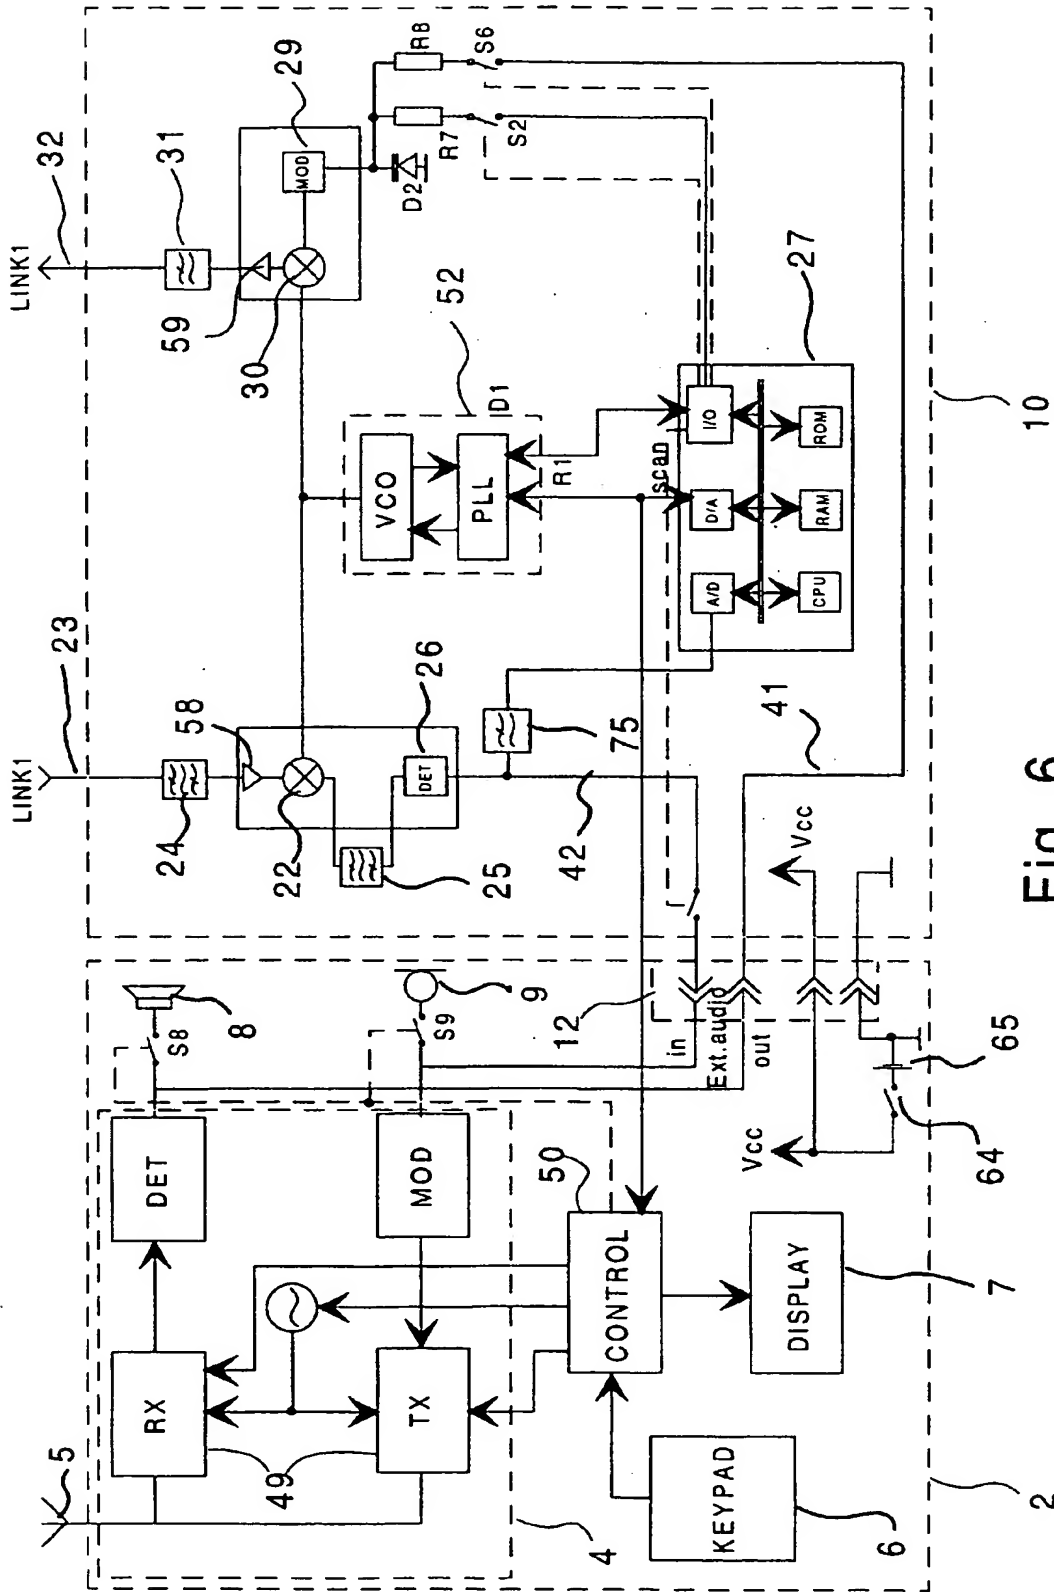 LINK1
23
24
58
22
25
26
DET
42
75
LINK1
32
31
59
30
29
MOD
D2
R7
R8
S2
S6
52
VCO
PLL
D1
R1
scan
A/D
D/A
I/O
CPU
RAM
ROM
27
41
Vcc
10
5
RX
DET
S8
8
49
TX
MOD
S9
9
4
50
CONTROL
12
in
Ext.audio
out
KEYPAD
6
DISPLAY
7
Vcc
64
65
2
Fig. 6